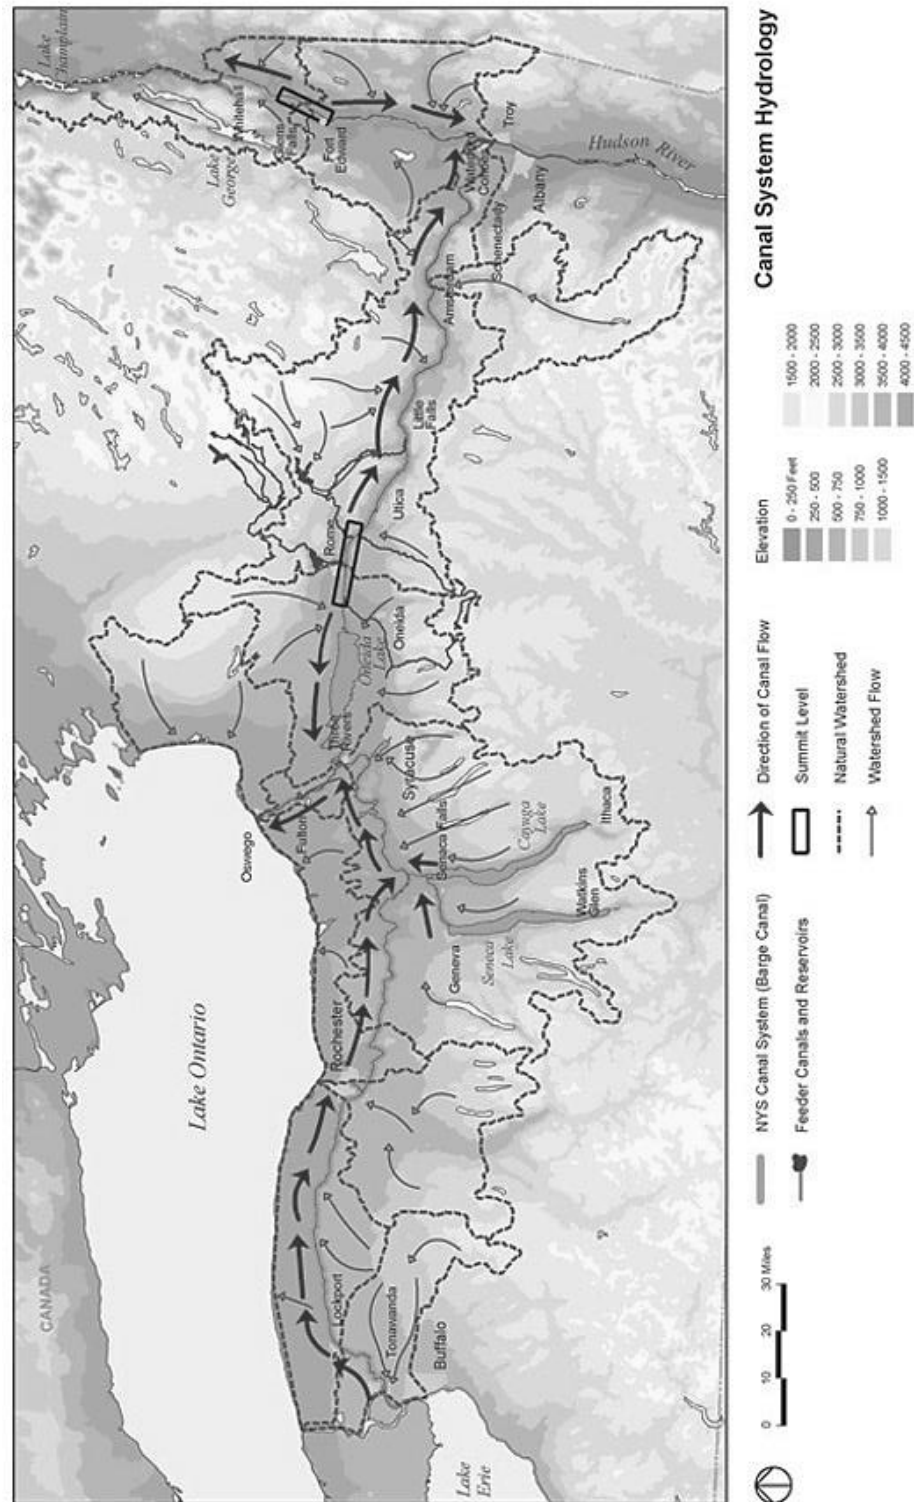 Lake
Champlain
Whitehall
Lake
George
Glens
Falls
Fort
Edward
Waterford
Cohoes
Troy
Hudson River
Albany
Schenectady
Amsterdam
Little
Falls
Utica
Rome
Oneida
Oneida
Lake
Three
Rivers
Syracuse
Oswego
Fulton
Seneca Falls
Cayuga
Lake
Ithaca
Watkins
Glen
Geneva
Seneca
Lake
Rochester
Lake Ontario
CANADA
Lockport
Tonawanda
Buffalo
Lake
Erie
0 10 20 30 Miles
NYS Canal System (Barge Canal)
Feeder Canals and Reservoirs
Direction of Canal Flow
Summit Level
Natural Watershed
Watershed Flow
Elevation
0 - 250 Feet
250 - 500
500 - 750
750 - 1000
1000 - 1500
1500 - 2000
2000 - 2500
2500 - 3000
3000 - 3500
3500 - 4000
4000 - 4500
Canal System Hydrology